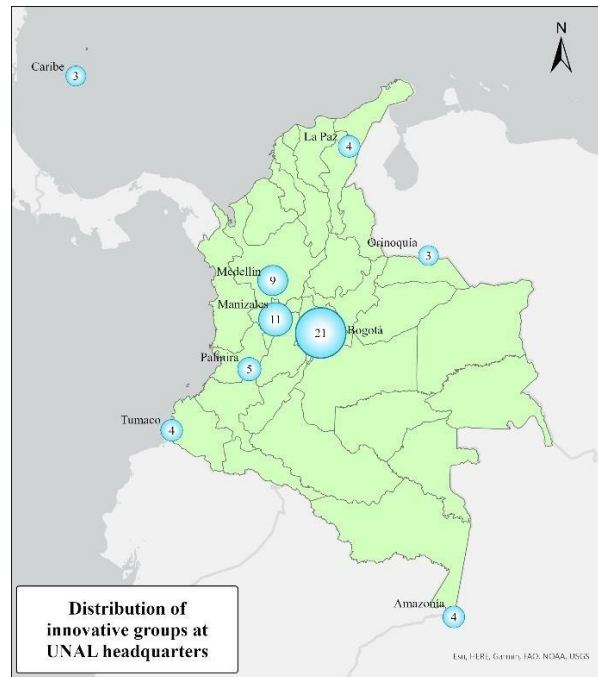 N
Caribe
3
La Paz
4
Orinoquia
3
Medellin
9
Manizales
11
21
Bogotá
Palmira
5
Tumaco
4
Amazonia
4
Distribution of
innovative groups at
UNAL headquarters
Esri, HERE, Garmin, FAO, NOAA, USGS